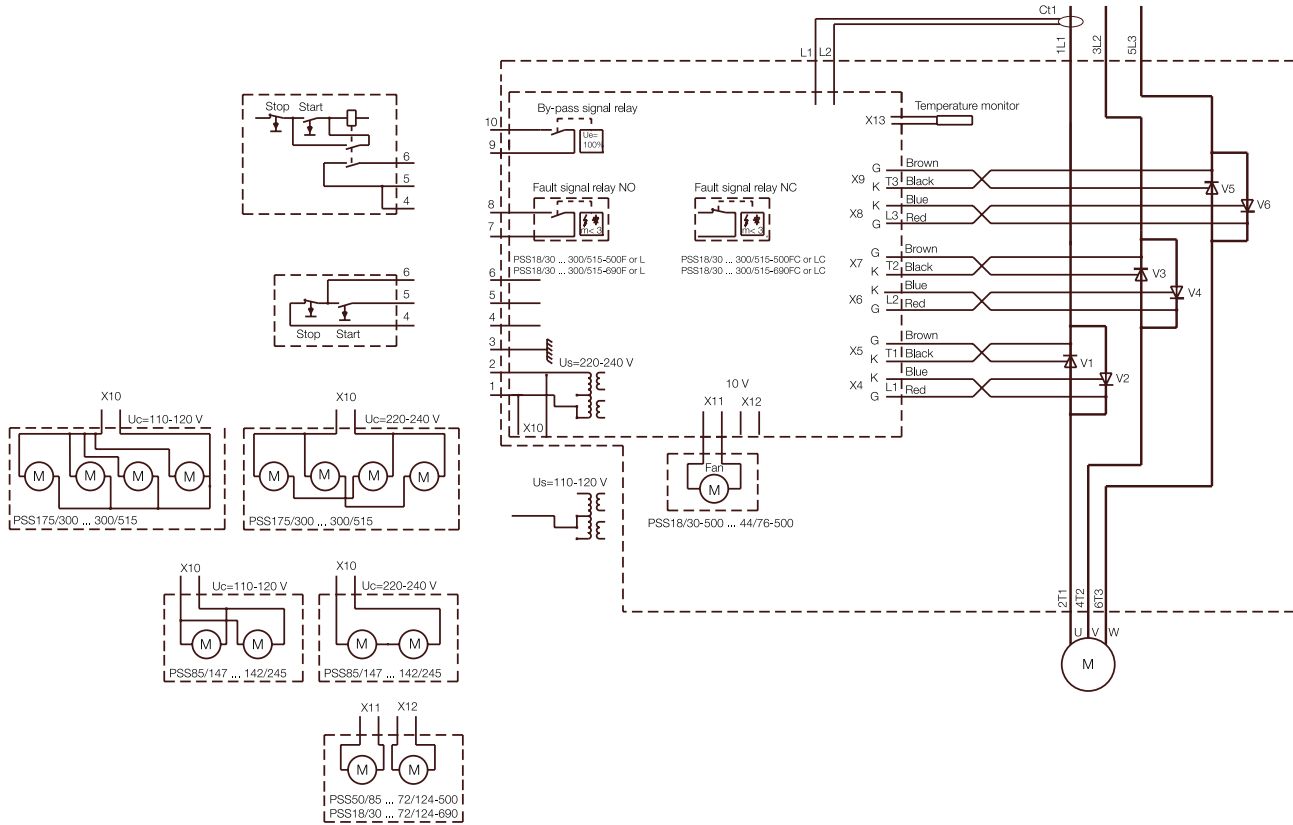 Ct1
1L1
3L2
5L3
L1 L2
Stop Start
6
5
4
By-pass signal relay
10
9
Ue=
100%
X13
Temperature monitor
Fault signal relay NO
8
7
m< 3
PSS18/30 ... 300/515-500F or L
PSS18/30 ... 300/515-690F or L
Fault signal relay NC
m< 3
PSS18/30 ... 300/515-500FC or LC
PSS18/30 ... 300/515-690FC or LC
X9
G Brown
K T3 Black
X8
K Blue
G L3 Red
V5
V6
X7
G Brown
K T2 Black
X6
K Blue
G L2 Red
V3
V4
X5
G Brown
K T1 Black
X4
K Blue
G L1 Red
V1
V2
6
5
4
Stop Start
6
5
4
3
2
1
Us=220-240 V
X10
10 V
X11 X12
Fan
M
PSS18/30-500 ... 44/76-500
Us=110-120 V
X10
Uc=110-120 V
M M M M
PSS175/300 ... 300/515
X10
Uc=220-240 V
M M M M
PSS175/300 ... 300/515
X10
Uc=110-120 V
M M
PSS85/147 ... 142/245
X10
Uc=220-240 V
M M
PSS85/147 ... 142/245
X11 X12
M M
PSS50/85 ... 72/124-500
PSS18/30 ... 72/124-690
2T1
4T2
6T3
U V W
M